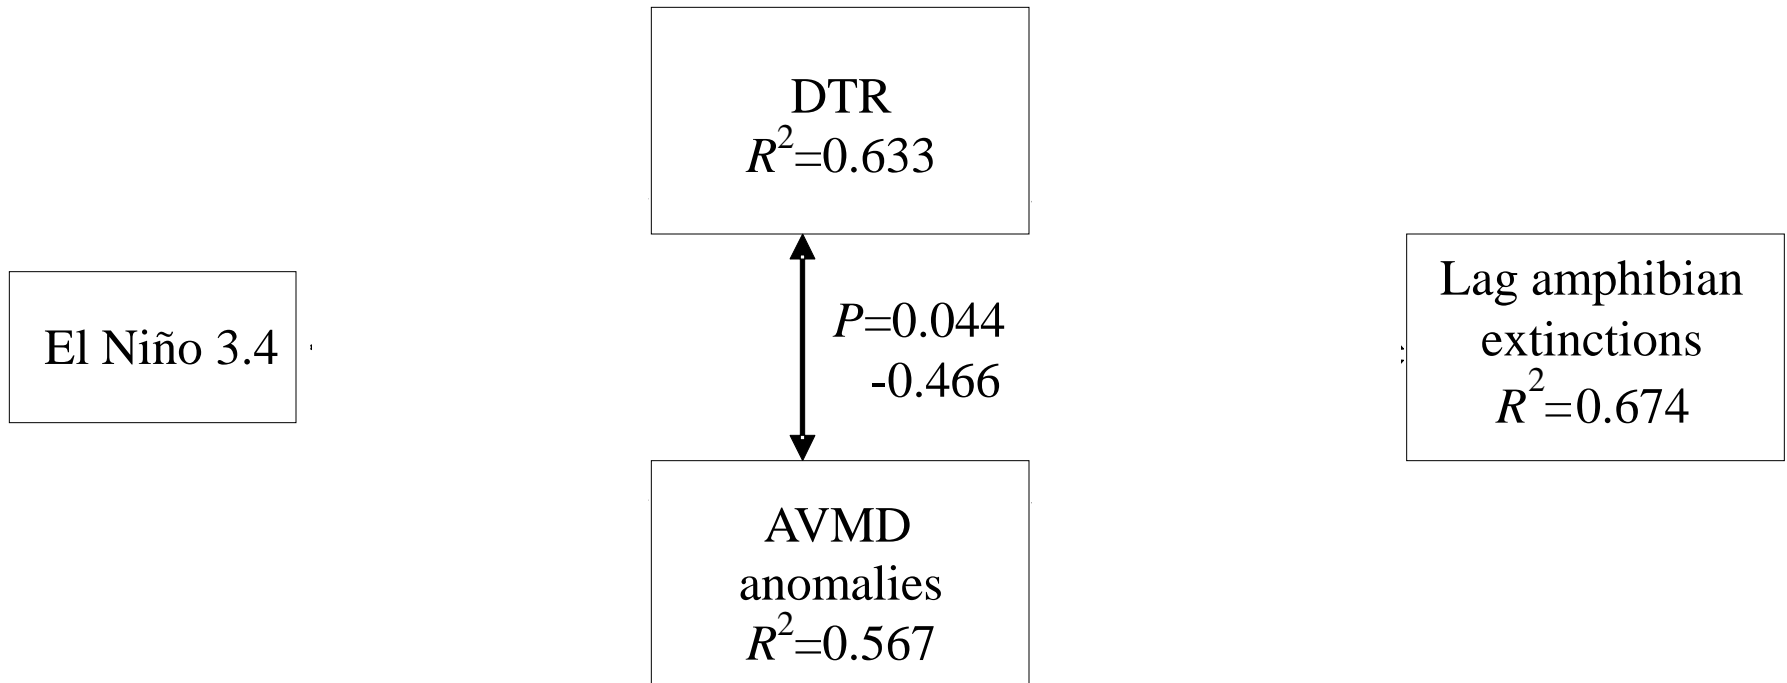 DTR
R²=0.633
El Niño 3.4
P=0.044
-0.466
Lag amphibian
extinctions
R²=0.674
AVMD
anomalies
R²=0.567